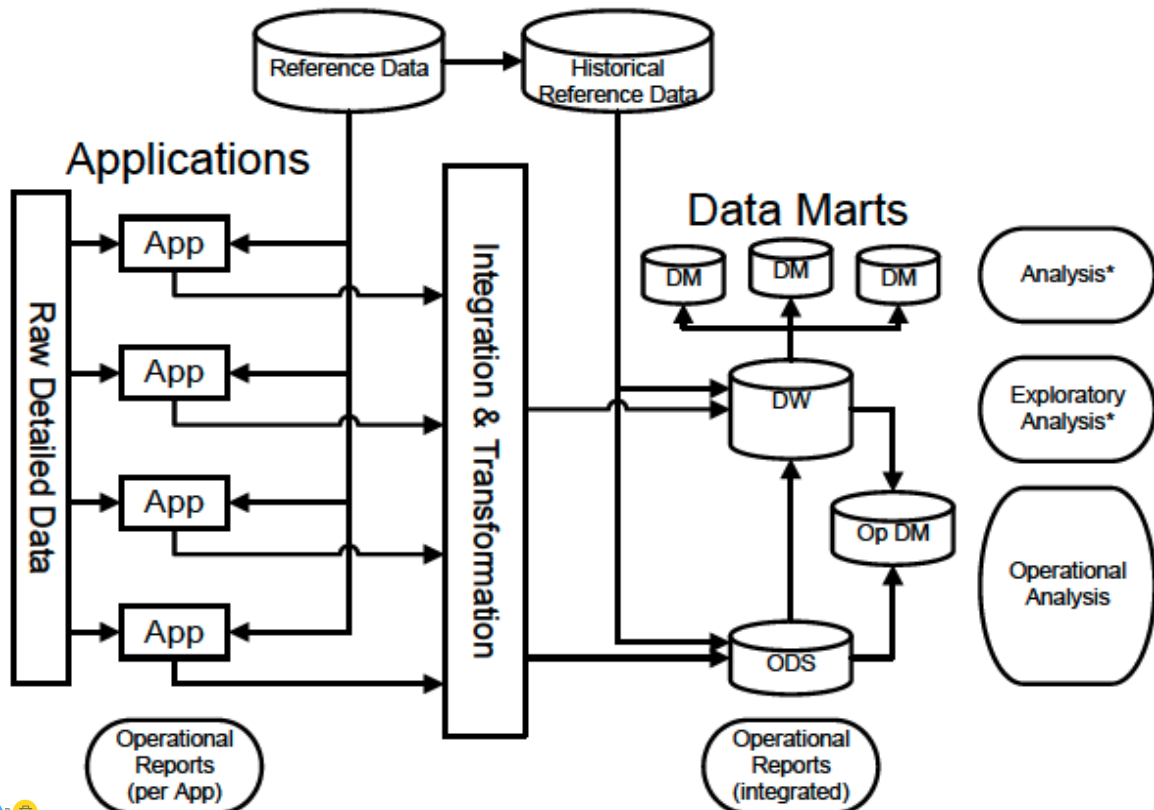 Reference Data
Historical
Reference Data
Applications
Data Marts
Raw Detailed Data
App
App
App
App
Integration & Transformation
DM
DM
DM
DW
Op DM
ODS
Analysis*
Exploratory
Analysis*
Operational
Analysis
Operational
Reports
(per App)
Operational
Reports
(integrated)